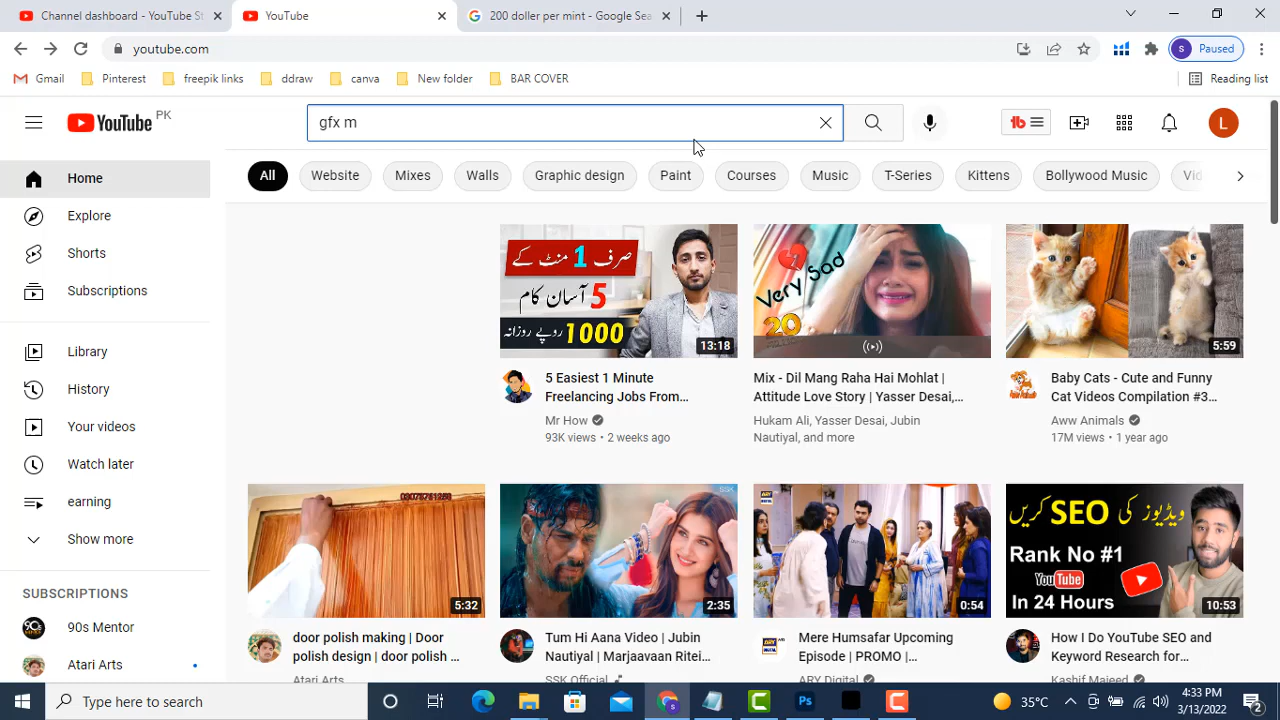 Channel dashboard - YouTube St
YouTube
200 doller per mint - Google Sea
youtube.com
Paused
Gmail
Pinterest
freepik links
ddraw
canva
New folder
BAR COVER
Reading list
YouTube PK
gfx m
L
All
Website
Mixes
Walls
Graphic design
Paint
Courses
Music
T-Series
Kittens
Bollywood Music
Home
Explore
Shorts
Subscriptions
Library
History
Your videos
Watch later
earning
Show more
SUBSCRIPTIONS
90s Mentor
Atari Arts
صرف 1 منٹ کے
5 آسان کام
1000 روپے روزانہ
13:18
5 Easiest 1 Minute
Freelancing Jobs From...
Mr How
93K views • 2 weeks ago
Very Sad
20
Mix - Dil Mang Raha Hai Mohlat |
Attitude Love Story | Yasser Desai,...
Hukam Ali, Yasser Desai, Jubin
Nautiyal, and more
5:59
Baby Cats - Cute and Funny
Cat Videos Compilation #3...
Aww Animals
17M views • 1 year ago
5:32
door polish making | Door
polish design | door polish ...
Atari Arts
SSK
2:35
Tum Hi Aana Video | Jubin
Nautiyal | Marjaavaan Ritei...
SSK Official
ARY
0:54
Mere Humsafar Upcoming
Episode | PROMO |...
ARY Digital
ویڈیوز کی SEO کریں
Rank No #1
YouTube
In 24 Hours
10:53
How I Do YouTube SEO and
Keyword Research for...
Kashif Majeed
Type here to search
35°C
4:33 PM
3/13/2022
2